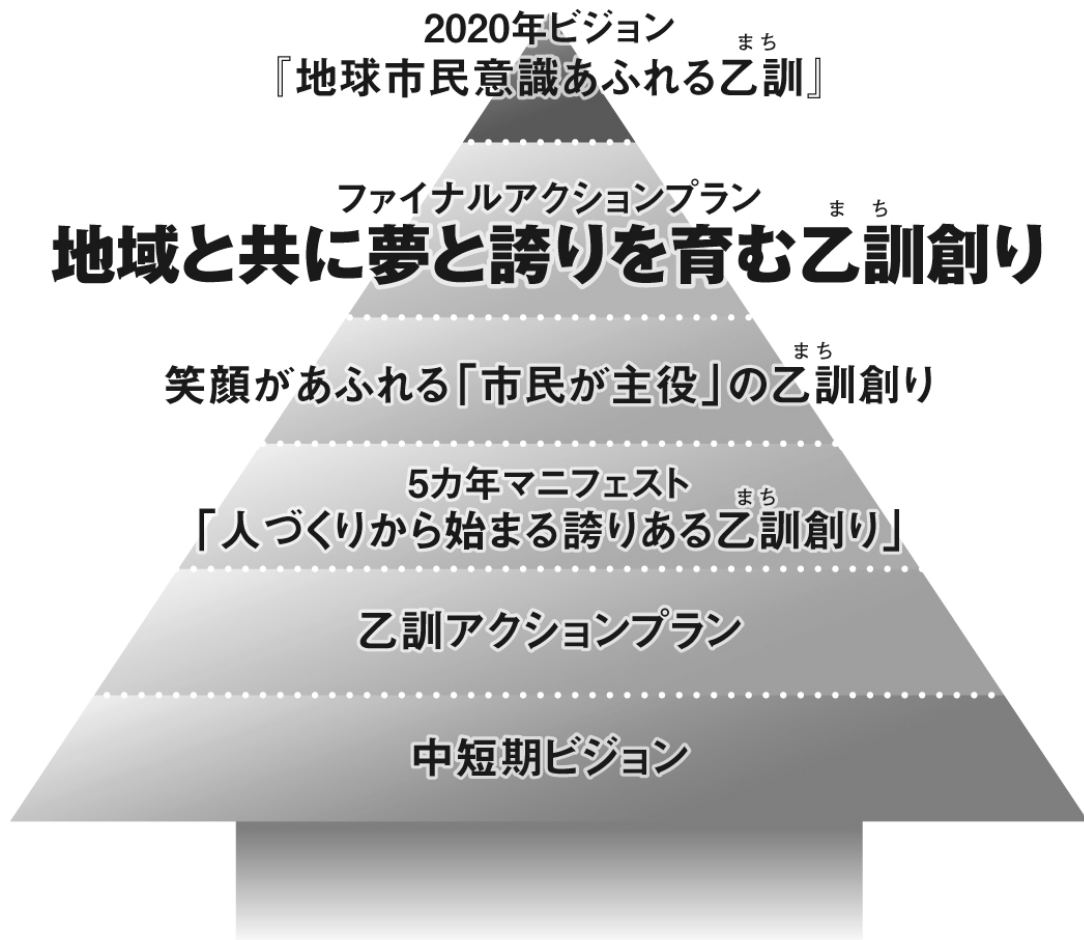 2020年ビジョン
まち
『地球市民意識あふれる乙訓』
ファイナルアクションプラン
まち
地域と共に夢と誇りを育む乙訓創り
まち
笑顔があふれる「市民が主役」の乙訓創り
5カ年マニフェスト
まち
「人づくりから始まる誇りある乙訓創り」
乙訓アクションプラン
中短期ビジョン